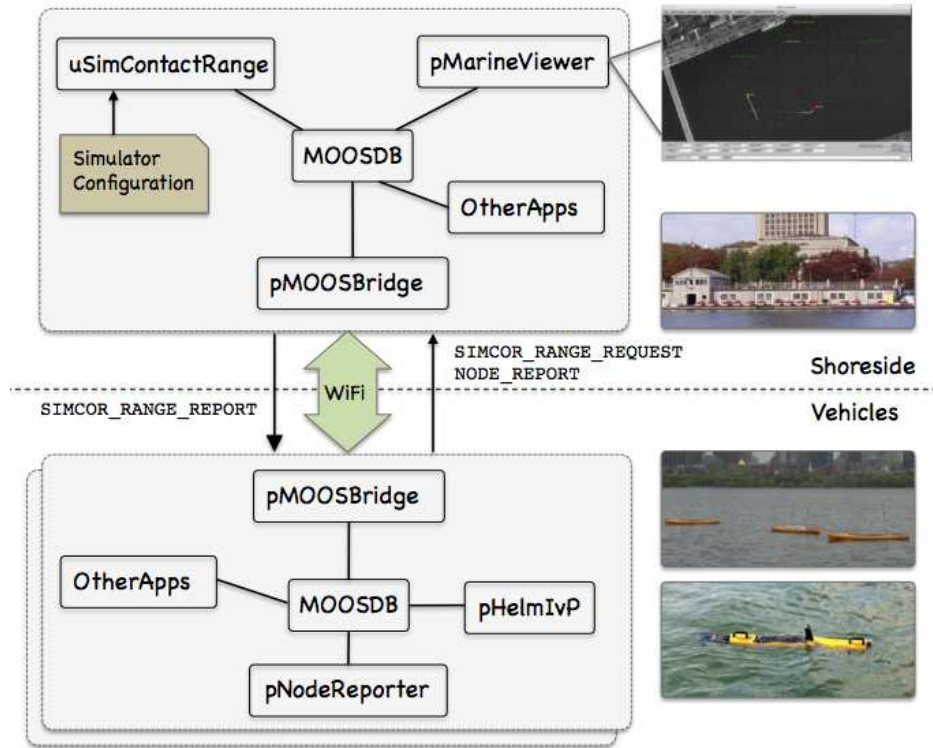 uSimContactRange
pMarineViewer
Simulator
Configuration
MOOSDB
OtherApps
pMOOSBridge
SIMCOR_RANGE_REQUEST
NODE_REPORT
Shoreside
WiFi
SIMCOR_RANGE_REPORT
Vehicles
pMOOSBridge
OtherApps
MOOSDB
pHelmIvP
pNodeReporter